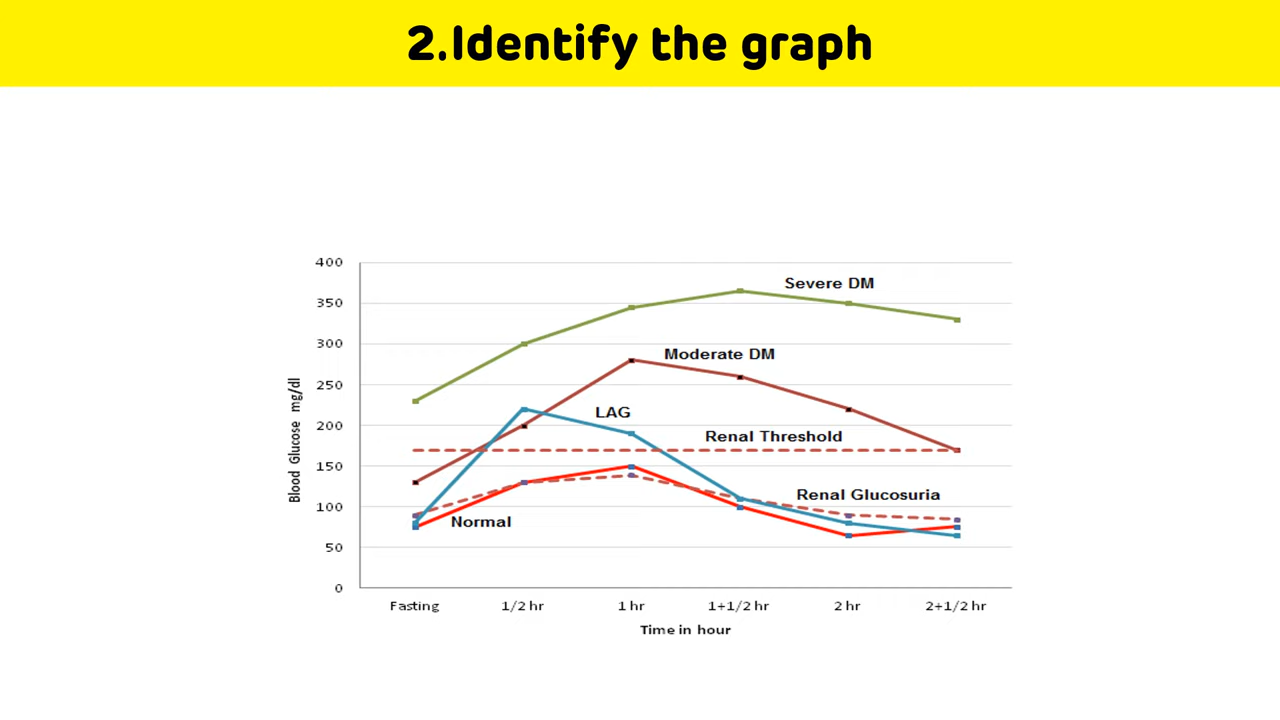 2.Identify the graph
400
350
300
250
200
150
100
50
0
Blood Glucose mg/dl
Severe DM
Moderate DM
LAG
Renal Threshold
Renal Glucosuria
Normal
Fasting 1/2 hr 1 hr 1+1/2 hr 2 hr 2+1/2 hr
Time in hour